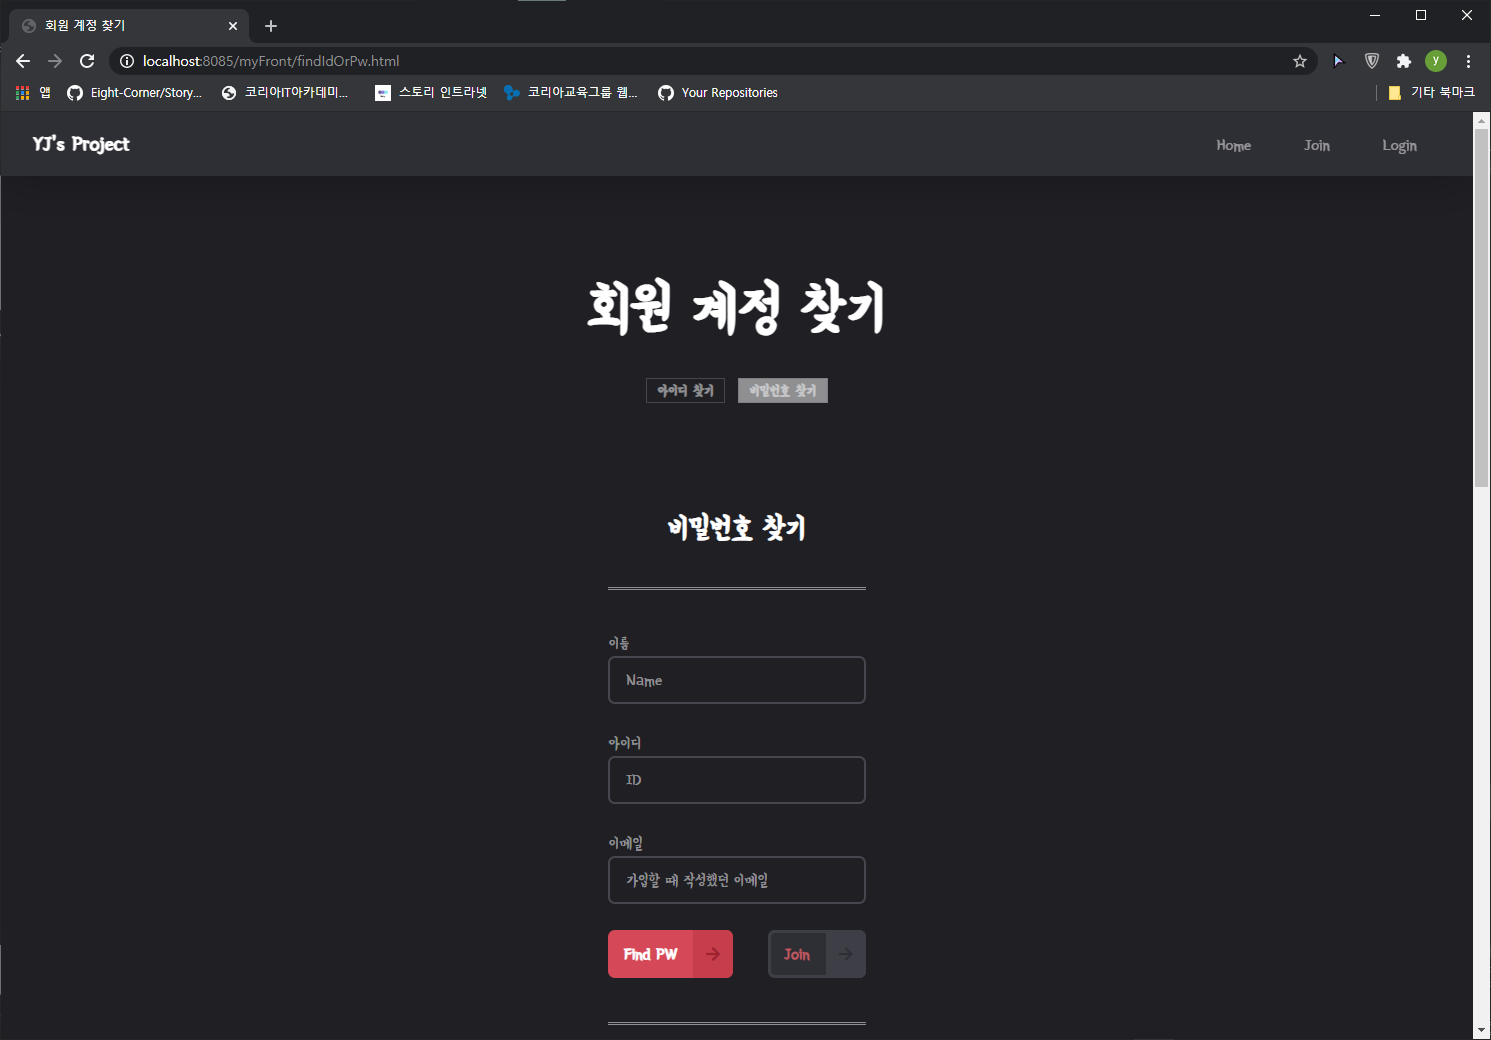 회원 계정 찾기
localhost:8085/myFront/findIdOrPw.html
앱 Eight-Corner/Story... 코리아IT아카데미... 스토리 인트라넷 코리아교육그룹 웹... Your Repositories 기타 북마크
YJ's Project Home Join Login
회원 계정 찾기
아이디 찾기 비밀번호 찾기
비밀번호 찾기
이름
Name
아이디
ID
이메일
가입할 때 작성했던 이메일
Find PW Join